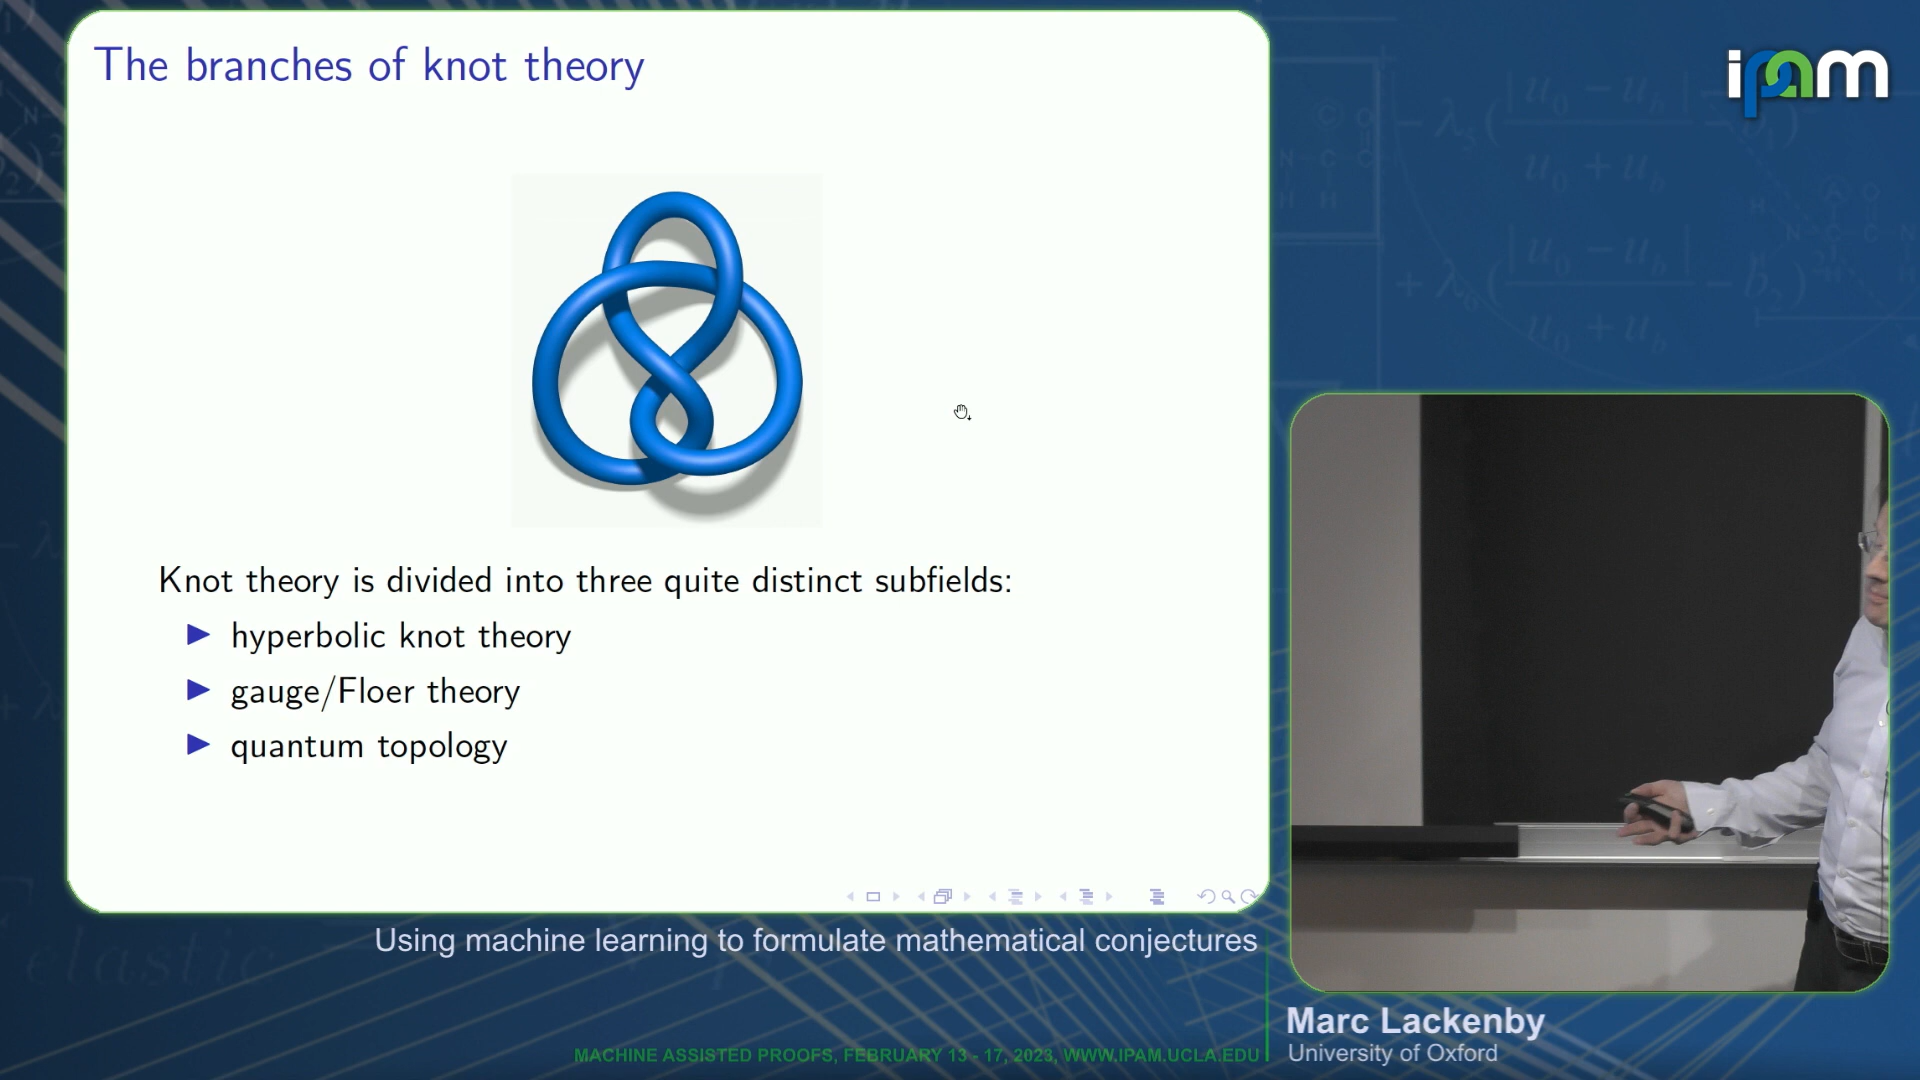 The branches of knot theory
ipam
Knot theory is divided into three quite distinct subfields:
hyperbolic knot theory
gauge/Floer theory
quantum topology
Using machine learning to formulate mathematical conjectures
Marc Lackenby
University of Oxford
MACHINE ASSISTED PROOFS, FEBRUARY 13 - 17, 2023, WWW.IPAM.UCLA.EDU
elastic